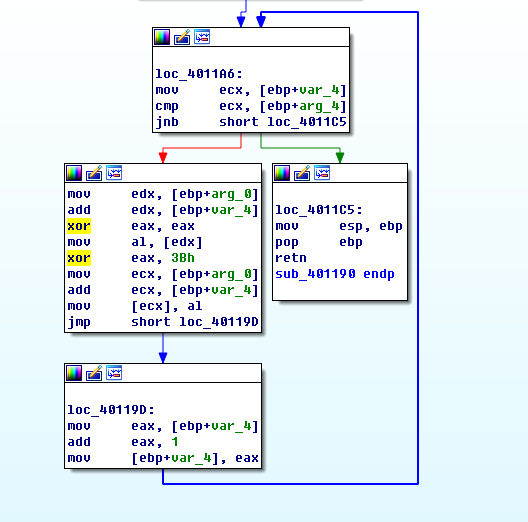 loc_4011A6:
mov ecx, [ebp+var_4]
cmp ecx, [ebp+arg_4]
jnb short loc_4011C5
mov edx, [ebp+arg_0]
add edx, [ebp+var_4]
xor eax, eax
mov al, [edx]
xor eax, 3Bh
mov ecx, [ebp+arg_0]
add ecx, [ebp+var_4]
mov [ecx], al
jmp short loc_40119D
loc_4011C5:
mov esp, ebp
pop ebp
retn
sub_401190 endp
loc_40119D:
mov eax, [ebp+var_4]
add eax, 1
mov [ebp+var_4], eax